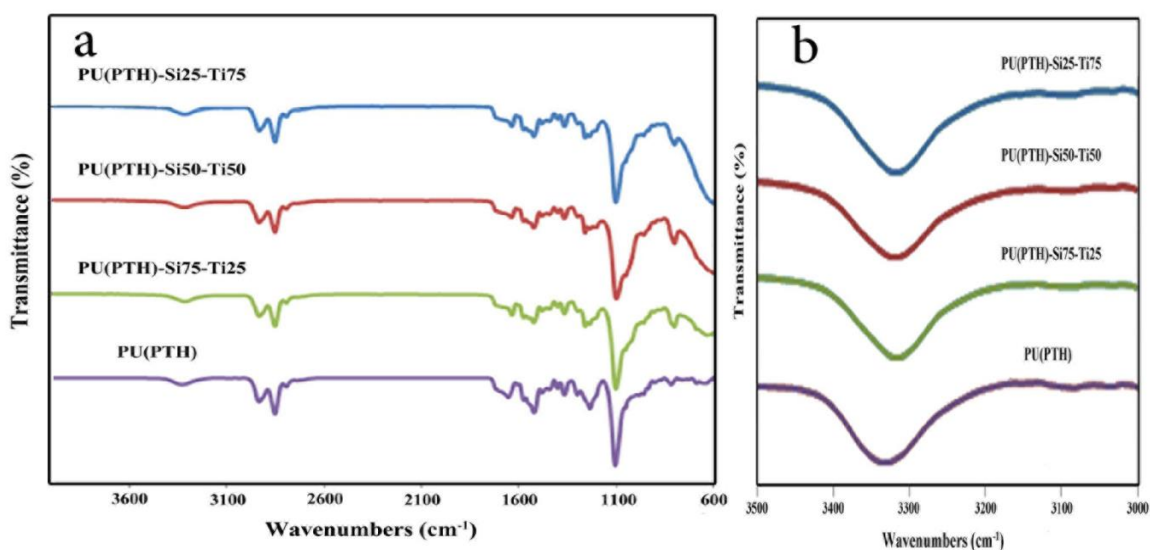 a
PU(PTH)-Si25-Ti75
PU(PTH)-Si50-Ti50
PU(PTH)-Si75-Ti25
PU(PTH)
Transmittance (%)
3600 3100 2600 2100 1600 1100 600
Wavenumbers (cm⁻¹)
b
PU(PTH)-Si25-Ti75
PU(PTH)-Si50-Ti50
PU(PTH)-Si75-Ti25
PU(PTH)
Transmittance (%)
3500 3400 3300 3200 3100 3000
Wavenumbers (cm⁻¹)